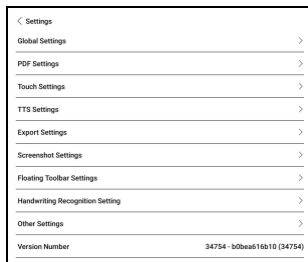 Settings
Global Settings
PDF Settings
Touch Settings
TTS Settings
Export Settings
Screenshot Settings
Floating Toolbar Settings
Handwriting Recognition Setting
Other Settings
Version Number 34754 - b0bea616b10 (34754)